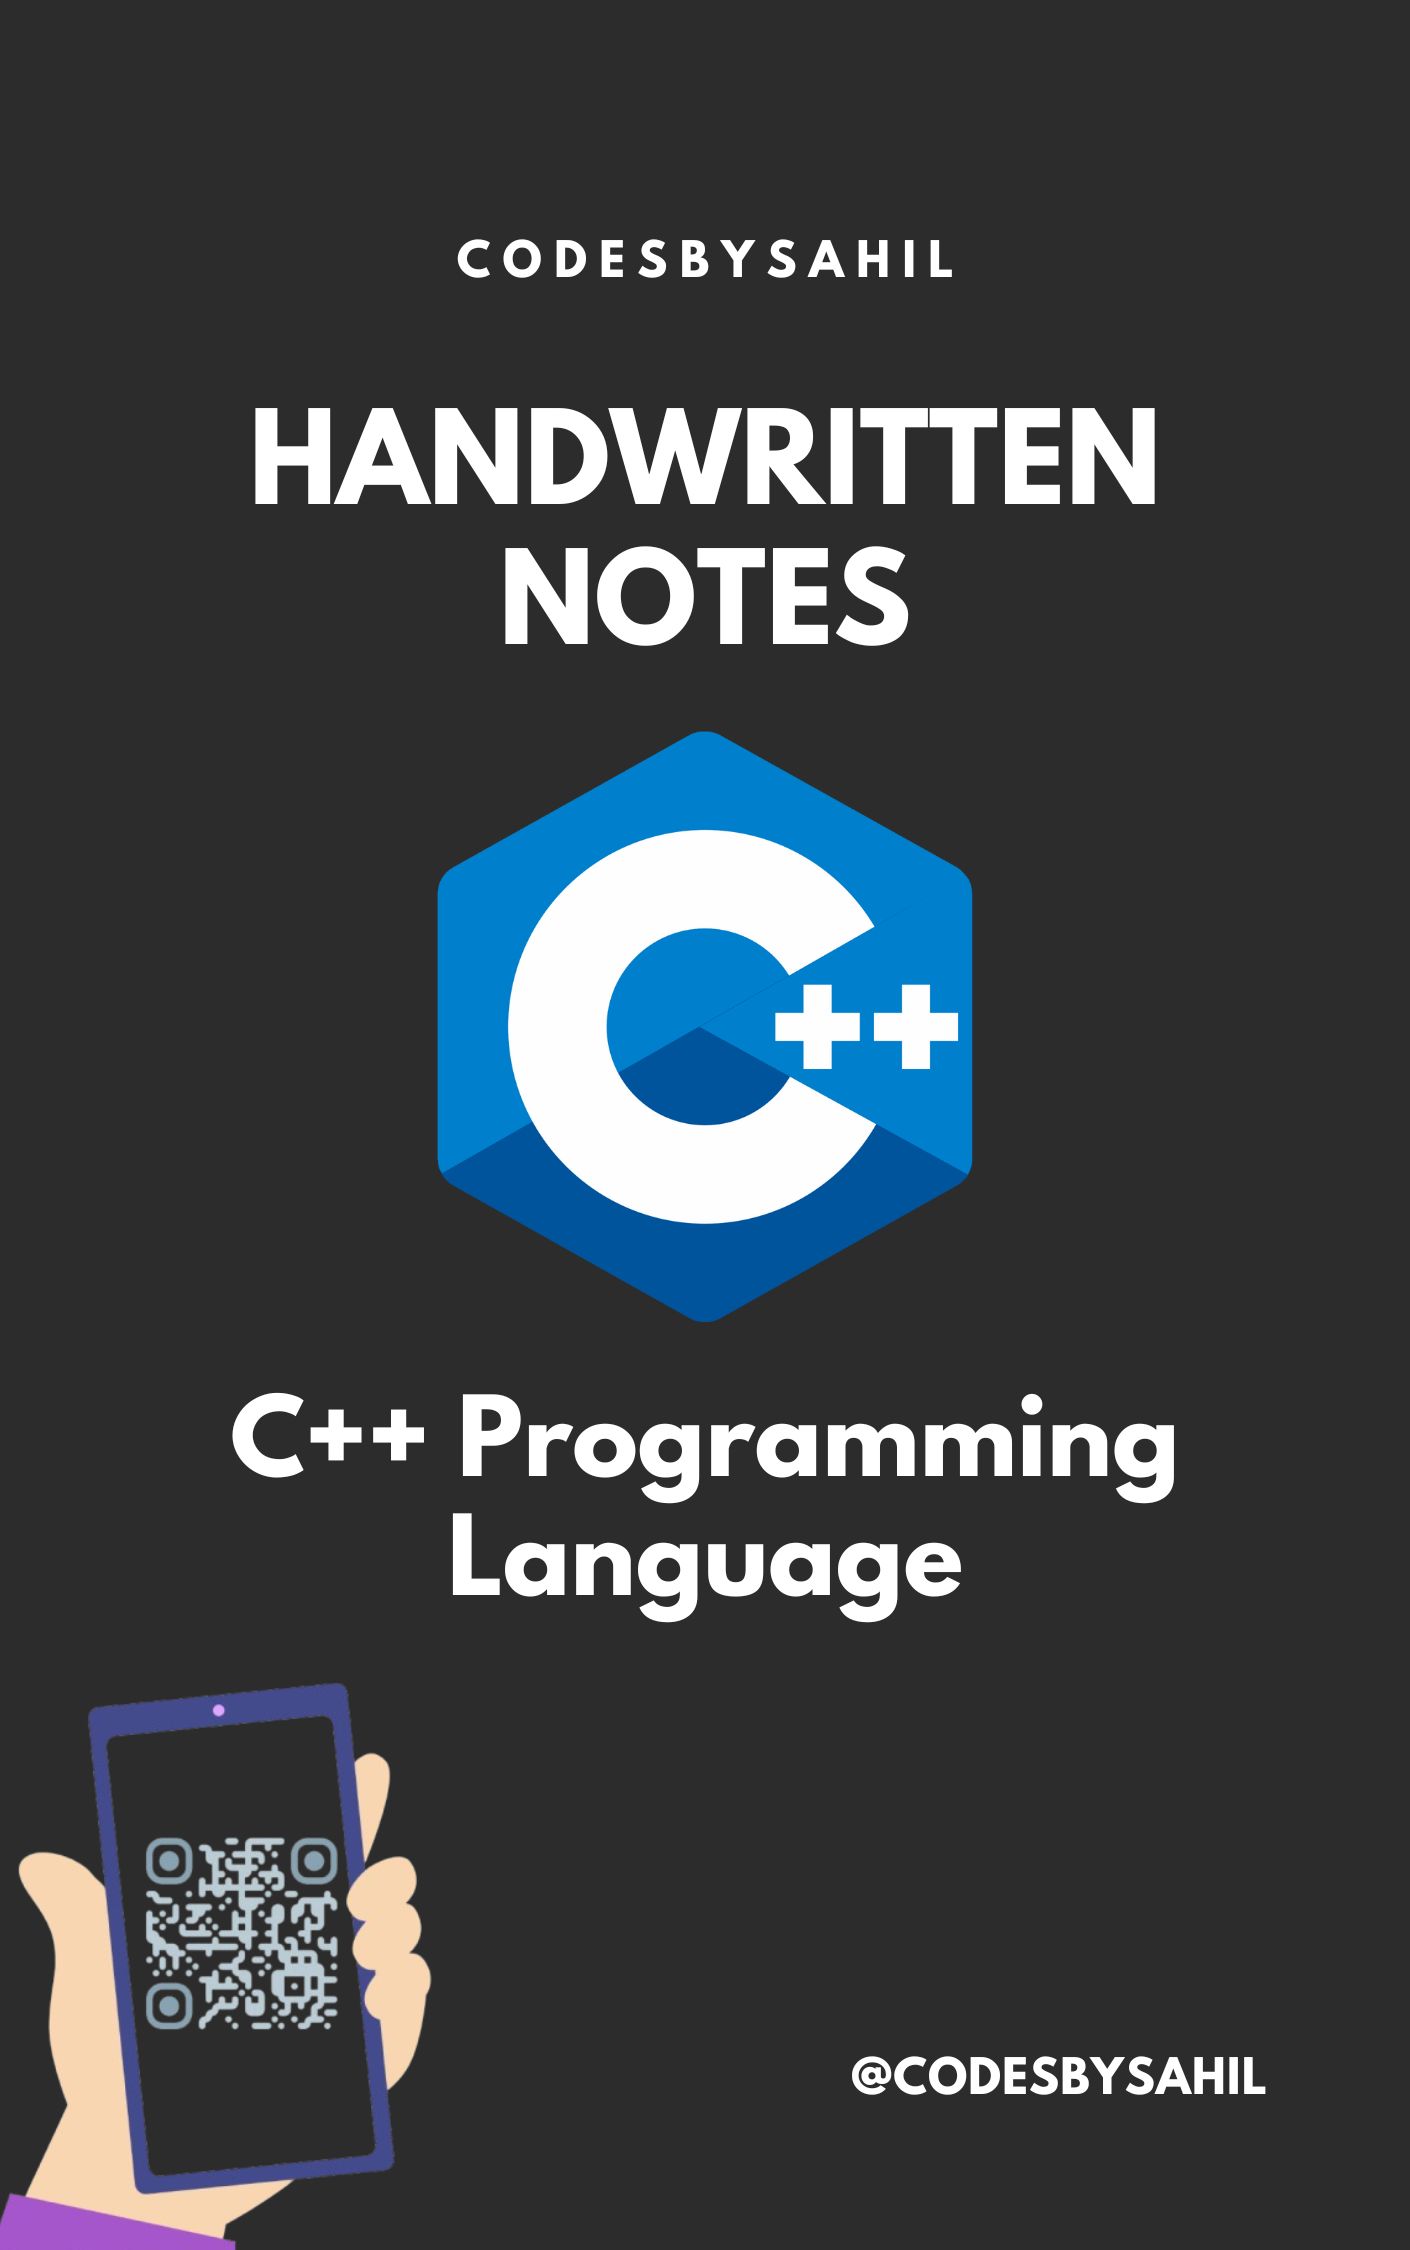 CODESBYSAHIL
HANDWRITTEN
NOTES
C++
C++ Programming
Language
@CODESBYSAHIL